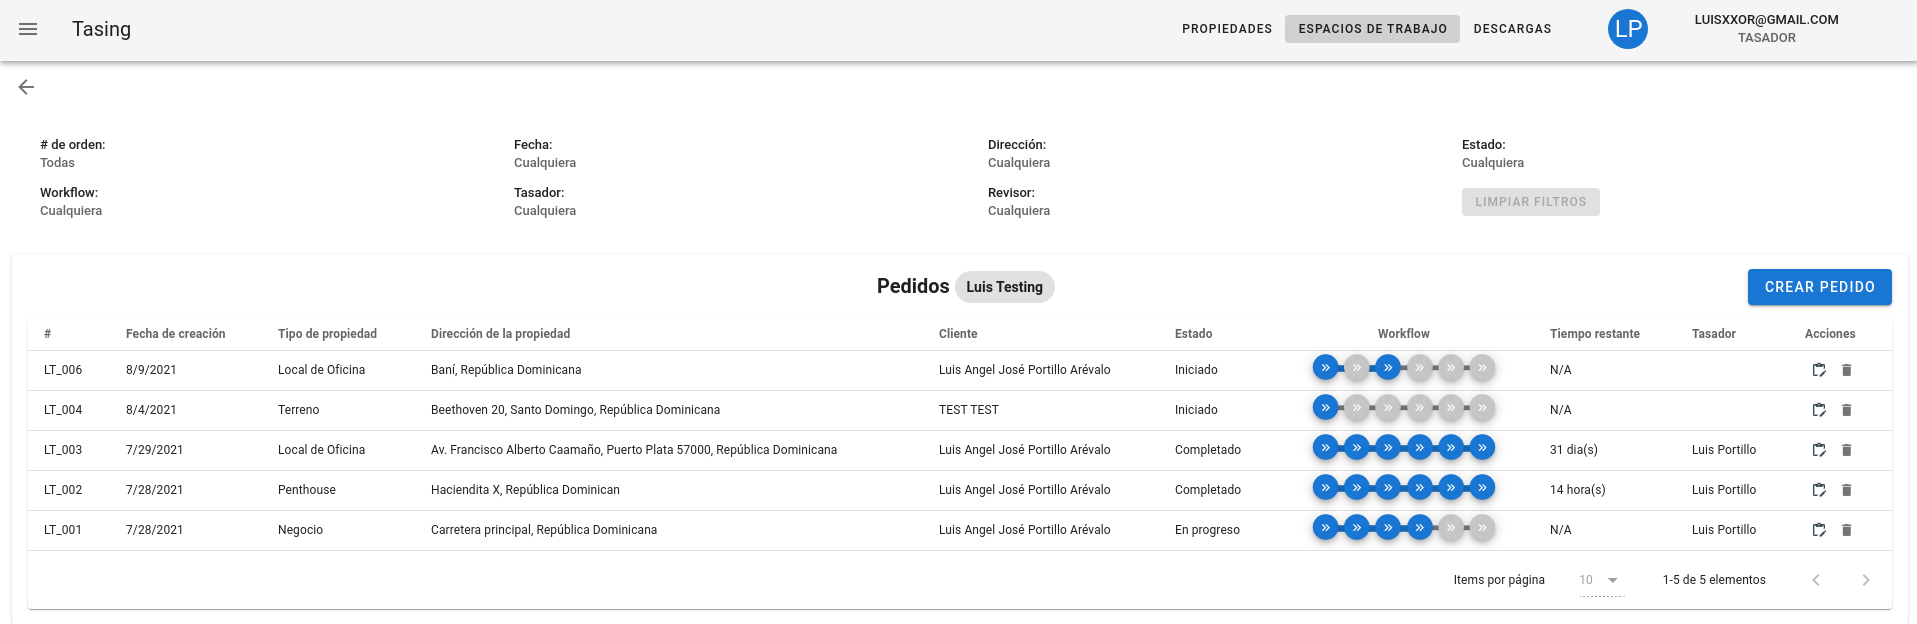 Tasing PROPIEDADES ESPACIOS DE TRABAJO DESCARGAS LP LUISXXOR@GMAIL.COM
TASADOR
# de orden: Fecha: Dirección: Estado:
Todas Cualquiera Cualquiera Cualquiera
Workflow: Tasador: Revisor:
Cualquiera Cualquiera Cualquiera LIMPIAR FILTROS
Pedidos Luis Testing CREAR PEDIDO
# Fecha de creación Tipo de propiedad Dirección de la propiedad Cliente Estado Workflow Tiempo restante Tasador Acciones
LT_006 8/9/2021 Local de Oficina Baní, República Dominicana Luis Angel José Portillo Arévalo Iniciado N/A
LT_004 8/4/2021 Terreno Beethoven 20, Santo Domingo, República Dominicana TEST TEST Iniciado N/A
LT_003 7/29/2021 Local de Oficina Av. Francisco Alberto Caamaño, Puerto Plata 57000, República Dominicana Luis Angel José Portillo Arévalo Completado 31 dia(s) Luis Portillo
LT_002 7/28/2021 Penthouse Haciendita X, República Dominican Luis Angel José Portillo Arévalo Completado 14 hora(s) Luis Portillo
LT_001 7/28/2021 Negocio Carretera principal, República Dominicana Luis Angel José Portillo Arévalo En progreso N/A Luis Portillo
Items por página 10 1-5 de 5 elementos